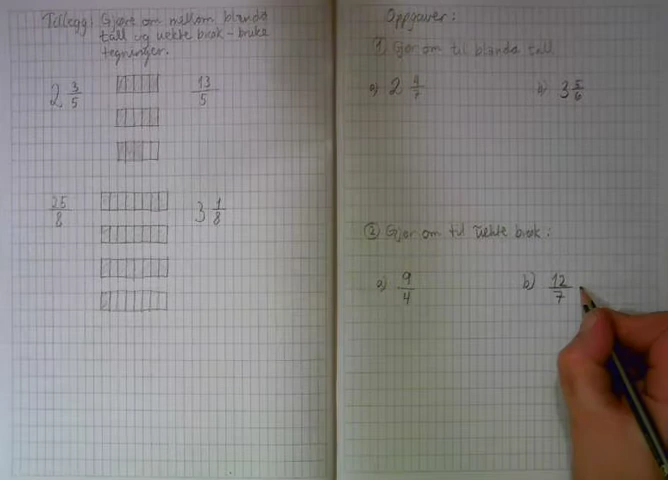 Tillegg: Gjøre om mellom blanda
tall og uekte brøk - bruke
tegninger.
2 3/5
13/5
25/8
3 1/8
Oppgaver:
1) Gjør om til blanda tall
a) 2 4/7
b) 3 5/6
2) Gjør om til uekte brøk:
a) 9/4
b) 12/7